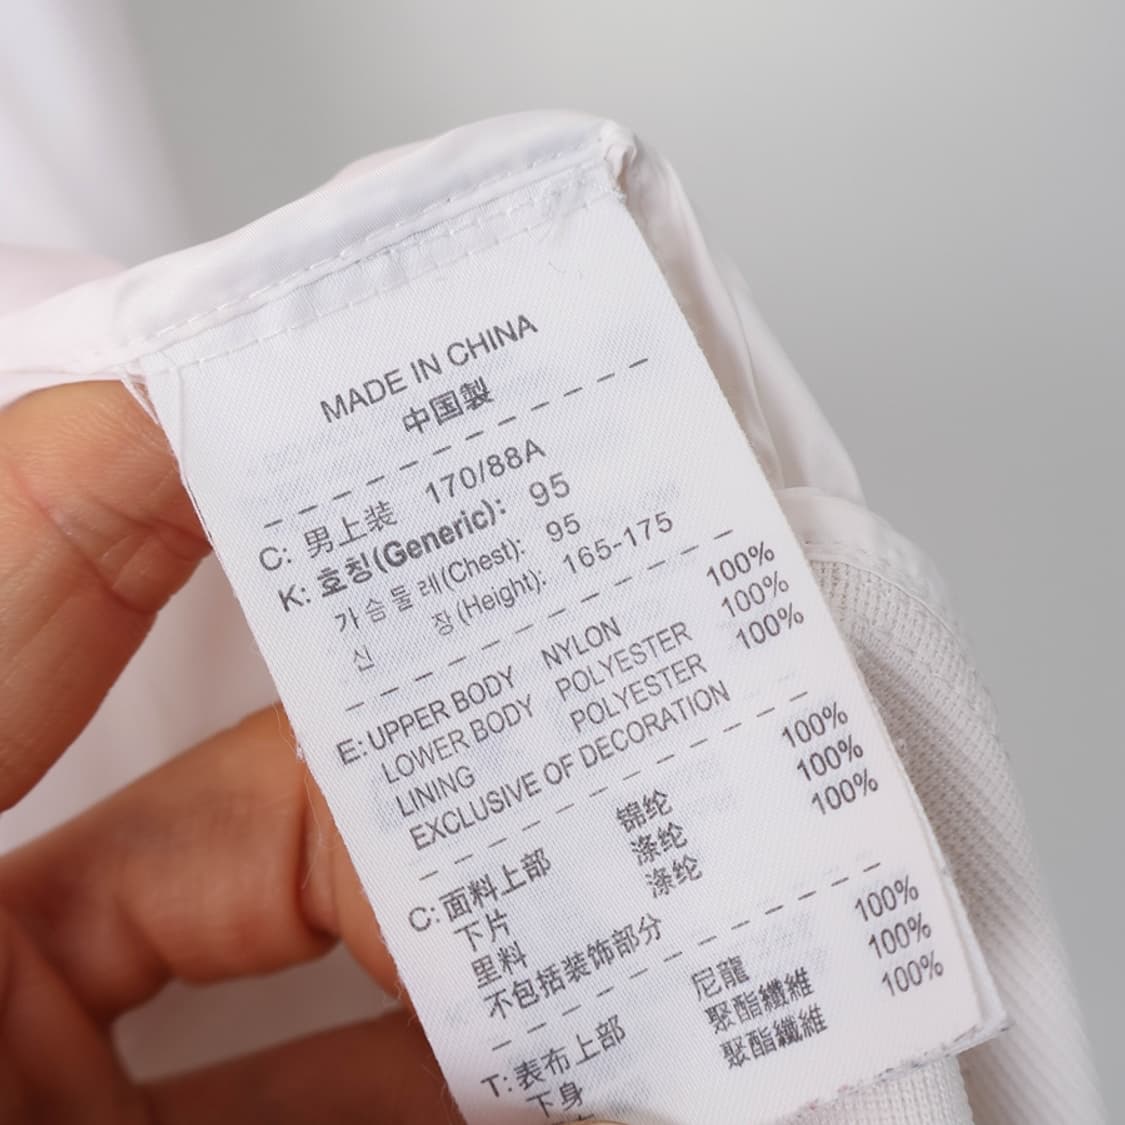 MADE IN CHINA
中国製
C: 男上装 170/88A
K: 호칭(Generic): 95
가슴둘레(Chest): 95
신 장(Height): 165-175
E: UPPER BODY NYLON 100%
LOWER BODY POLYESTER 100%
LINING POLYESTER 100%
EXCLUSIVE OF DECORATION
C: 面料上部 锦纶 100%
下片 涤纶 100%
里料 涤纶 100%
不包括装饰部分
T: 表布上部 尼龍 100%
下身 聚酯纖維 100%
聚酯纖維 100%